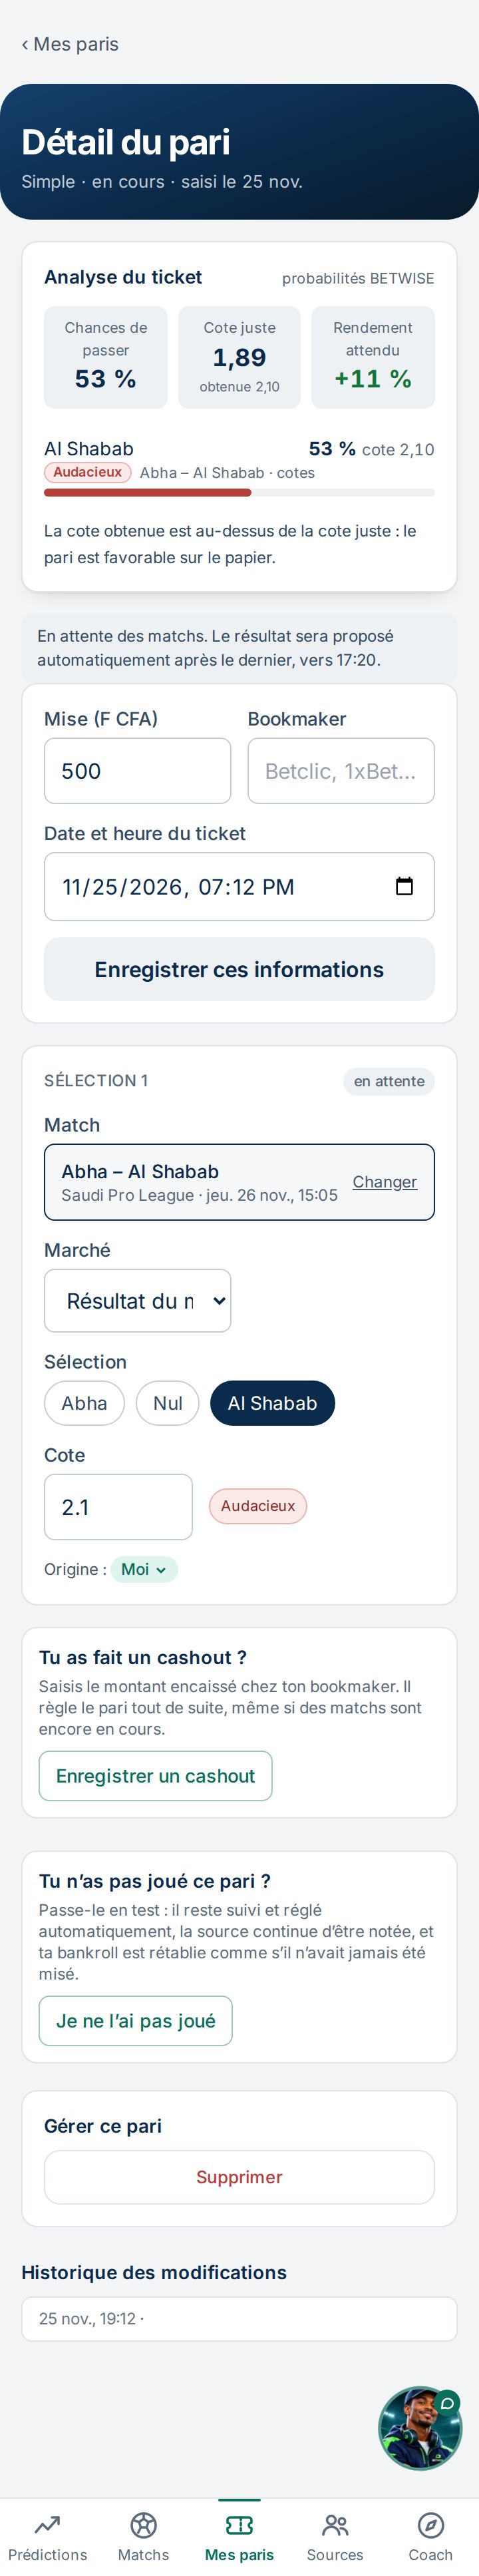 ‹ Mes paris
Détail du pari
Simple · en cours · saisi le 25 nov.
Analyse du ticket
probabilités BETWISE
Chances de
passer
53 %
Cote juste
1,89
obtenue 2,10
Rendement
attendu
+11 %
Al Shabab
53 % cote 2,10
Audacieux Abha – Al Shabab · cotes
La cote obtenue est au-dessus de la cote juste : le
pari est favorable sur le papier.
En attente des matchs. Le résultat sera proposé
automatiquement après le dernier, vers 17:20.
Mise (F CFA)
Bookmaker
500
Betclic, 1xBet…
Date et heure du ticket
11/25/2026, 07:12 PM
Enregistrer ces informations
SÉLECTION 1
en attente
Match
Abha – Al Shabab
Saudi Pro League · jeu. 26 nov., 15:05
Changer
Marché
Résultat du
Sélection
Abha
Nul
Al Shabab
Cote
2.1
Audacieux
Origine : Moi
Tu as fait un cashout ?
Saisis le montant encaissé chez ton bookmaker. Il
règle le pari tout de suite, même si des matchs sont
encore en cours.
Enregistrer un cashout
Tu n’as pas joué ce pari ?
Passe-le en test : il reste suivi et réglé
automatiquement, la source continue d’être notée, et
ta bankroll est rétablie comme s’il n’avait jamais été
misé.
Je ne l’ai pas joué
Gérer ce pari
Supprimer
Historique des modifications
25 nov., 19:12 ·
Prédictions
Matchs
Mes paris
Sources
Coach